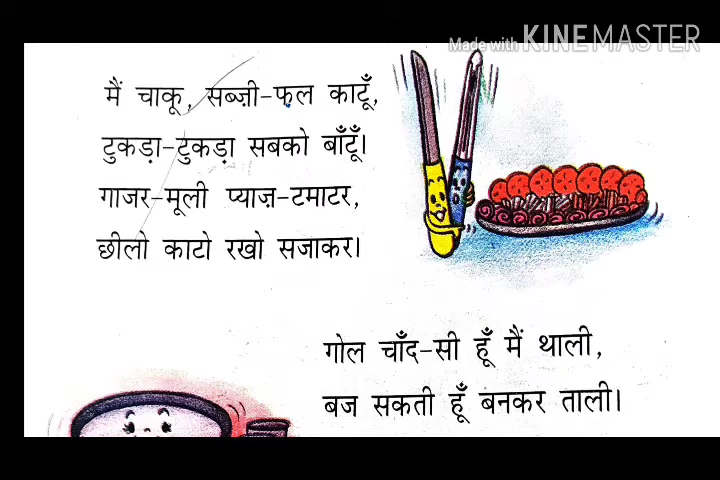 Made with KINEMASTER
मैं चाकू, सब्ज़ी-फल काटूँ,
टुकड़ा-टुकड़ा सबको बाँटूँ।
गाजर-मूली प्याज़-टमाटर,
छीलो काटो रखो सजाकर।
गोल चाँद-सी हूँ मैं थाली,
बज सकती हूँ बनकर ताली।